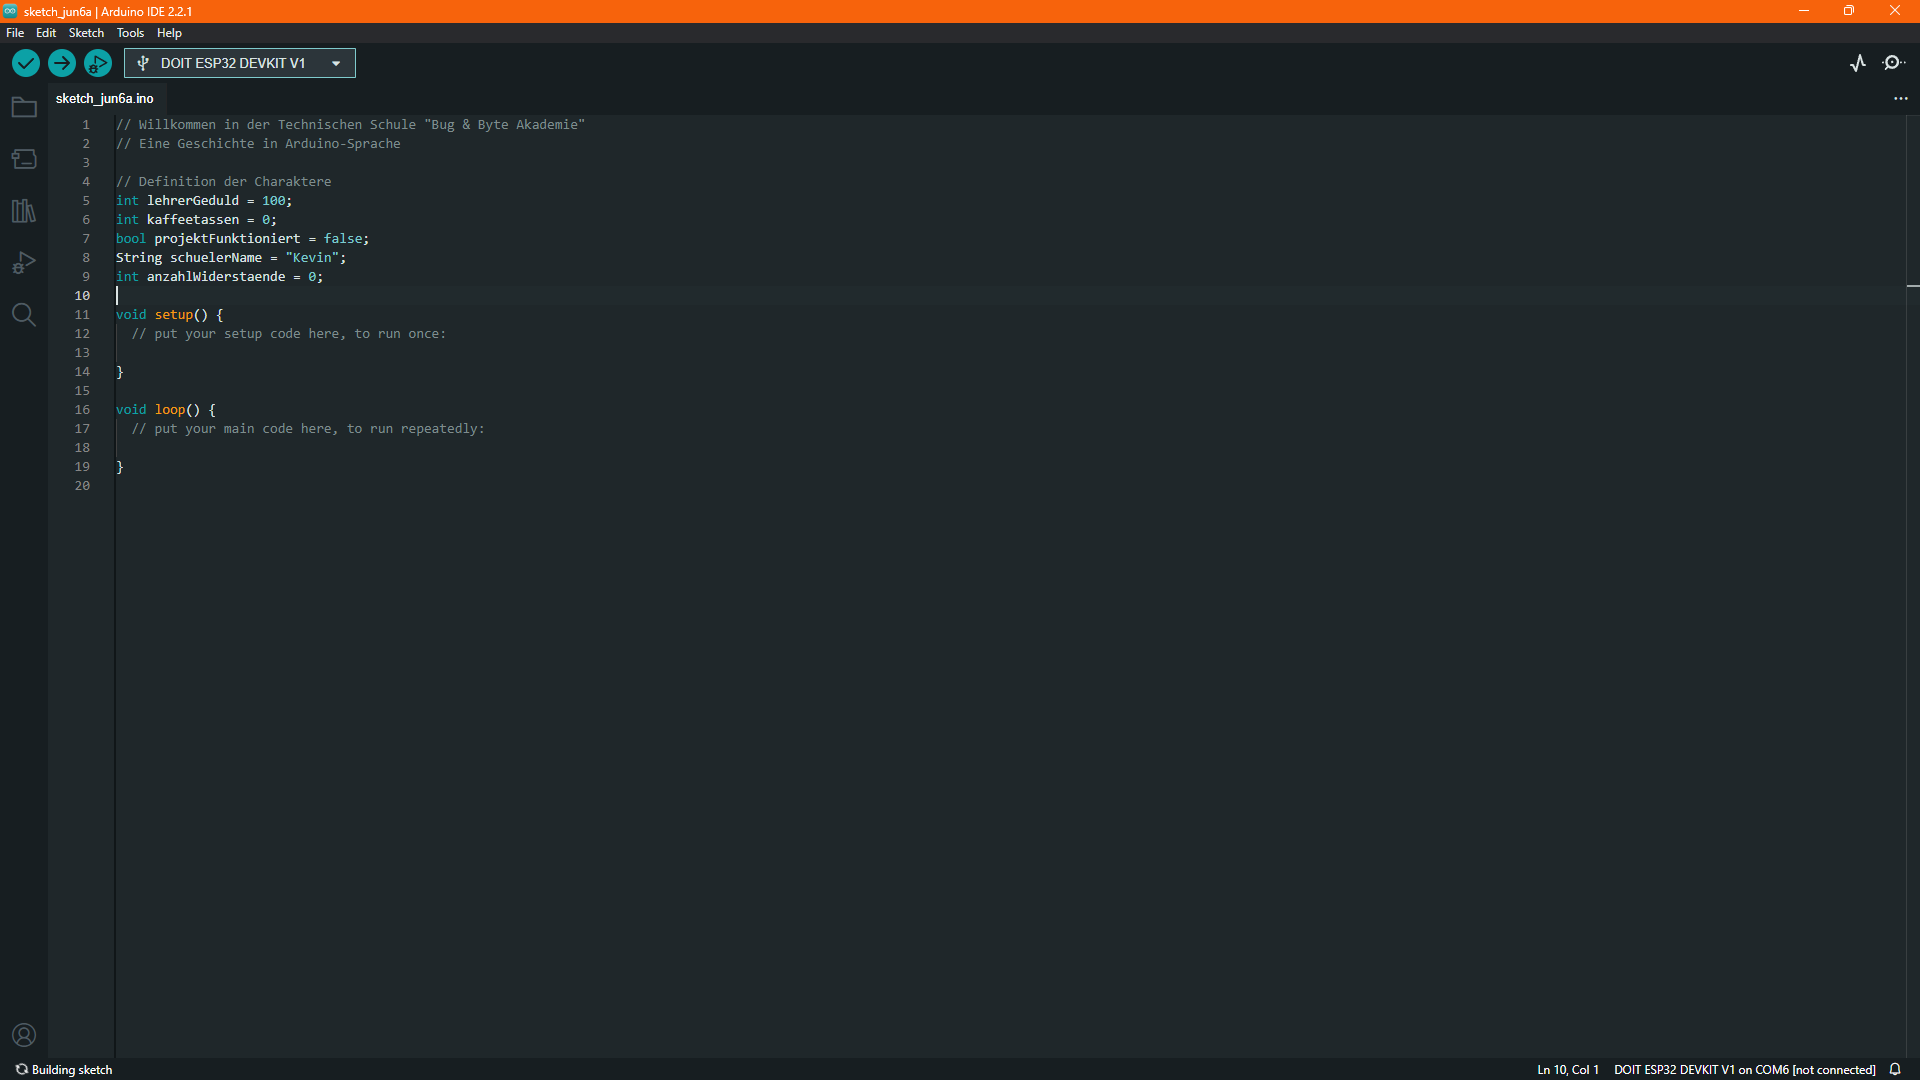 sketch_jun6a | Arduino IDE 2.2.1
File Edit Sketch Tools Help
DOIT ESP32 DEVKIT V1
sketch_jun6a.ino
1 // Willkommen in der Technischen Schule "Bug & Byte Akademie"
2 // Eine Geschichte in Arduino-Sprache
3
4 // Definition der Charaktere
5 int lehrerGeduld = 100;
6 int kaffeetassen = 0;
7 bool projektFunktioniert = false;
8 String schuelerName = "Kevin";
9 int anzahlWiderstaende = 0;
10
11 void setup() {
12 // put your setup code here, to run once:
13
14 }
15
16 void loop() {
17 // put your main code here, to run repeatedly:
18
19 }
20
Building sketch Ln 10, Col 1 DOIT ESP32 DEVKIT V1 on COM6 [not connected]